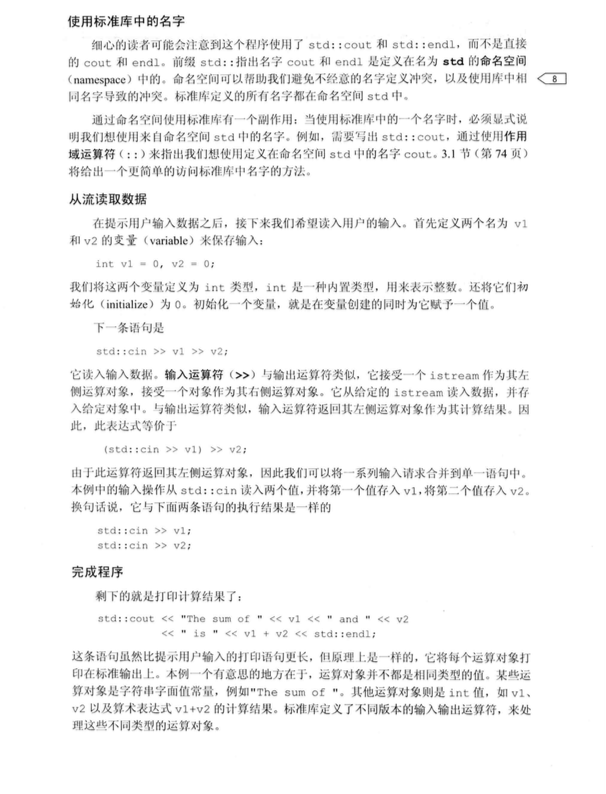 使用标准库中的名字
细心的读者可能会注意到这个程序使用了 std::cout 和 std::endl，而不是直接
的 cout 和 endl。前缀 std::指出名字 cout 和 endl 是定义在名为 std 的命名空间
（namespace）中的。命名空间可以帮助我们避免不经意的名字定义冲突，以及使用库中相
8
同名字导致的冲突。标准库定义的所有名字都在命名空间 std 中。
通过命名空间使用标准库有一个副作用：当使用标准库中的一个名字时，必须显式说
明我们想使用来自命名空间 std 中的名字。例如，需要写出 std::cout，通过使用作用
域运算符（::）来指出我们想使用定义在命名空间 std 中的名字 cout。3.1 节（第 74 页）
将给出一个更简单的访问标准库中名字的方法。
从流读取数据
在提示用户输入数据之后，接下来我们希望读入用户的输入。首先定义两个名为 v1
和 v2 的变量（variable）来保存输入：
int v1 = 0, v2 = 0;
我们将这两个变量定义为 int 类型，int 是一种内置类型，用来表示整数。还将它们初
始化（initialize）为 0。初始化一个变量，就是在变量创建的同时为它赋予一个值。
下一条语句是
std::cin >> v1 >> v2;
它读入输入数据。输入运算符（>>）与输出运算符类似，它接受一个 istream 作为其左
侧运算对象，接受一个对象作为其右侧运算对象。它从给定的 istream 读入数据，并存
入给定对象中。与输出运算符类似，输入运算符返回其左侧运算对象作为其计算结果。因
此，此表达式等价于
(std::cin >> v1) >> v2;
由于此运算符返回其左侧运算对象，因此我们可以将一系列输入请求合并到单一语句中。
本例中的输入操作从 std::cin 读入两个值，并将第一个值存入 v1，将第二个值存入 v2。
换句话说，它与下面两条语句的执行结果是一样的
std::cin >> v1;
std::cin >> v2;
完成程序
剩下的就是打印计算结果了：
std::cout << "The sum of " << v1 << " and " << v2
<< " is " << v1 + v2 << std::endl;
这条语句虽然比提示用户输入的打印语句更长，但原理上是一样的，它将每个运算对象打
印在标准输出上。本例一个有意思的地方在于，运算对象并不都是相同类型的值。某些运
算对象是字符串字面值常量，例如"The sum of "。其他运算对象则是 int 值，如 v1、
v2 以及算术表达式 v1+v2 的计算结果。标准库定义了不同版本的输入输出运算符，来处
理这些不同类型的运算对象。